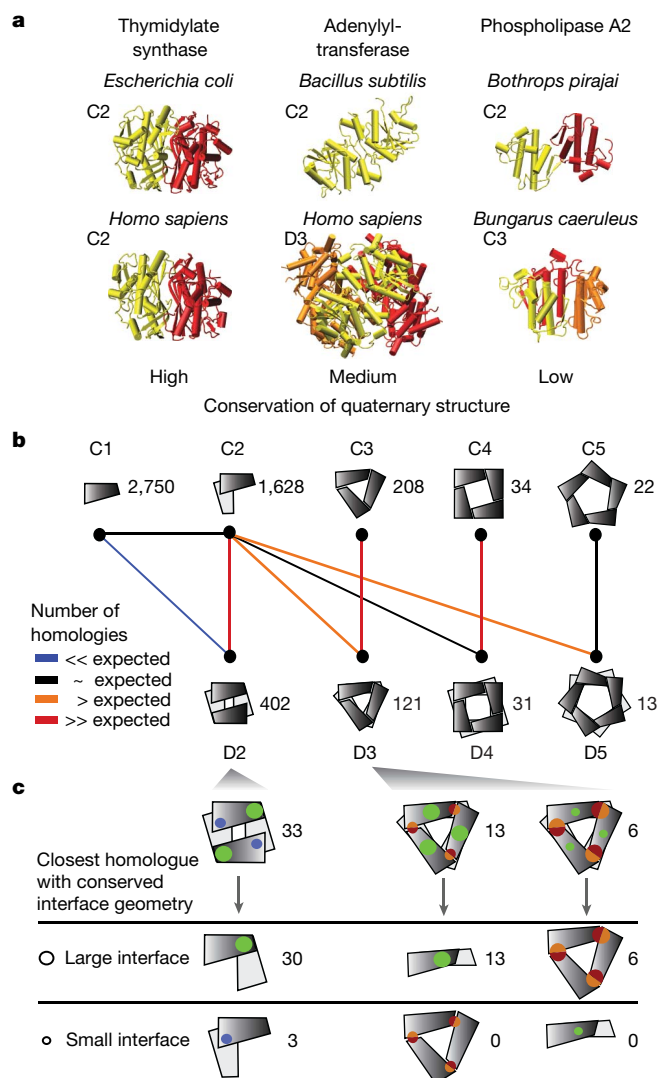 a
Thymidylate synthase
Adenylyl-transferase
Phospholipase A2
Escherichia coli
Bacillus subtilis
Bothrops pirajai
C2
C2
C2
Homo sapiens
Homo sapiens
Bungarus caeruleus
C2
D3
C3
High
Medium
Low
Conservation of quaternary structure
b
C1
C2
C3
C4
C5
2,750
1,628
208
34
22
Number of
homologies
<< expected
~ expected
> expected
>> expected
402
121
31
13
D2
D3
D4
D5
c
33
13
6
Closest homologue
with conserved
interface geometry
Large interface
30
13
6
Small interface
3
0
0